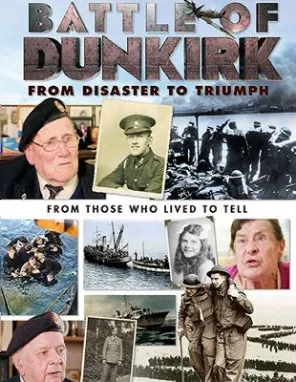 BATTLE OF
DUNKIRK
FROM DISASTER TO TRIUMPH
FROM THOSE WHO LIVED TO TELL